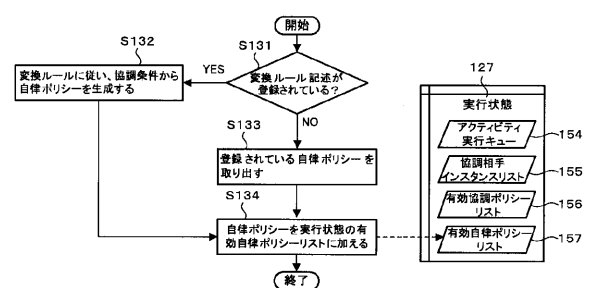 開始
S131
変換ルール記述が
登録されている?
YES
NO
S132
変換ルールに従い、協調条件から
自律ポリシーを生成する
S133
登録されている自律ポリシーを
取り出す
S134
自律ポリシーを実行状態の有
効自律ポリシーリストに加える
終了
127
実行状態
アクティビティ
実行キュー
154
協調相手
インスタンスリスト
155
有効協調ポリシー
リスト
156
有効自律ポリシー
リスト
157